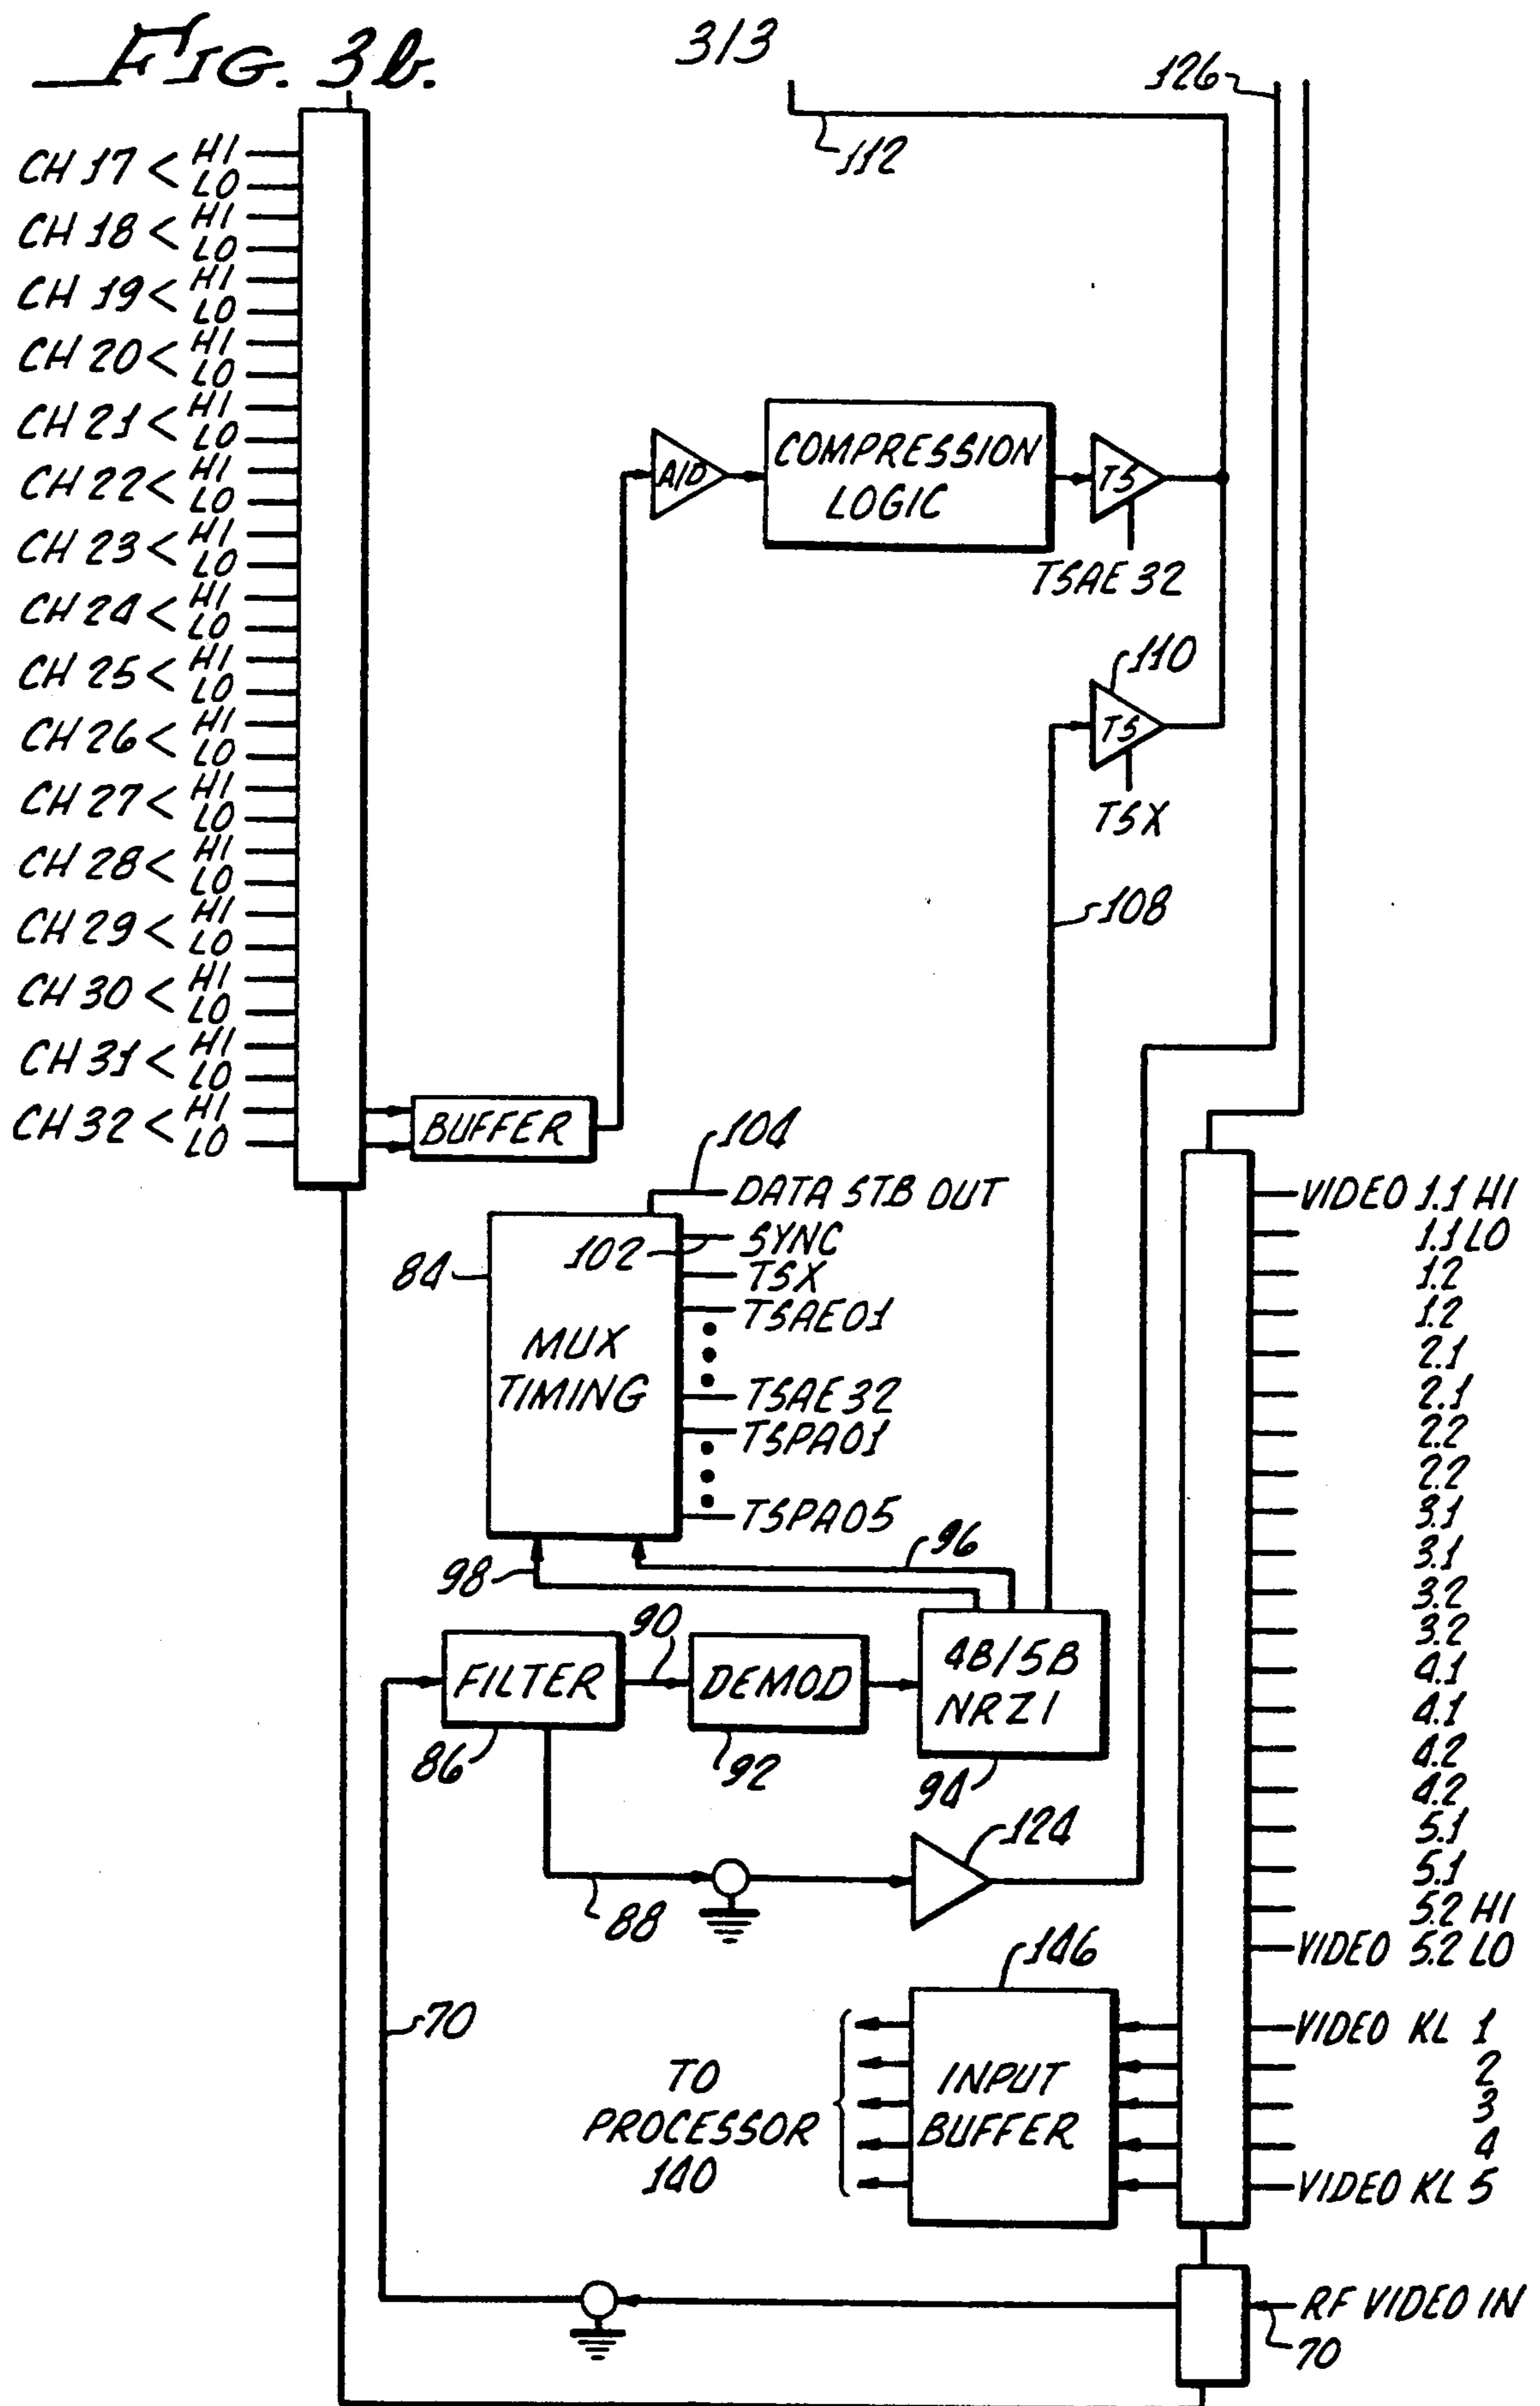 FIG. 3b.
3/3
126
112
CH 17 < HI
LO
CH 18 < HI
LO
CH 19 < HI
LO
CH 20 < HI
LO
CH 21 < HI
LO
CH 22 < HI
LO
CH 23 < HI
LO
CH 24 < HI
LO
CH 25 < HI
LO
CH 26 < HI
LO
CH 27 < HI
LO
CH 28 < HI
LO
CH 29 < HI
LO
CH 30 < HI
LO
CH 31 < HI
LO
CH 32 < HI
LO
BUFFER
A/D
COMPRESSION
LOGIC
TS
TSAE 32
110
TS
TSX
108
104
DATA STB OUT
102
SYNC
84
TSX
TSAE01
MUX
TIMING
TSAE 32
TSPA01
TSPA05
96
98
90
FILTER
DEMOD
4B/5B
NRZI
86
92
94
124
88
70
VIDEO 1.1 HI
1.1 LO
1.2
1.2
2.1
2.1
2.2
2.2
3.1
3.1
3.2
3.2
4.1
4.1
4.2
4.2
5.1
5.1
5.2 HI
VIDEO 5.2 LO
146
INPUT
BUFFER
TO
PROCESSOR
140
VIDEO KL 1
2
3
4
VIDEO KL 5
RF VIDEO IN
70